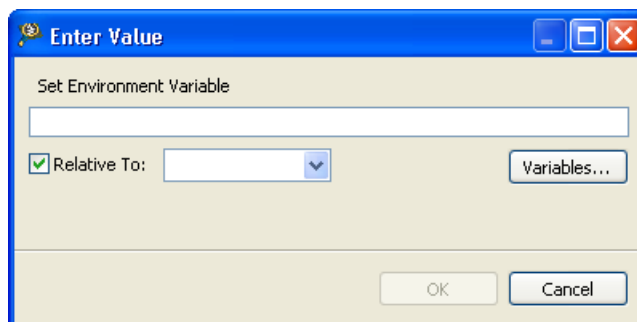 Enter Value
Set Environment Variable
Relative To:
Variables...
OK
Cancel